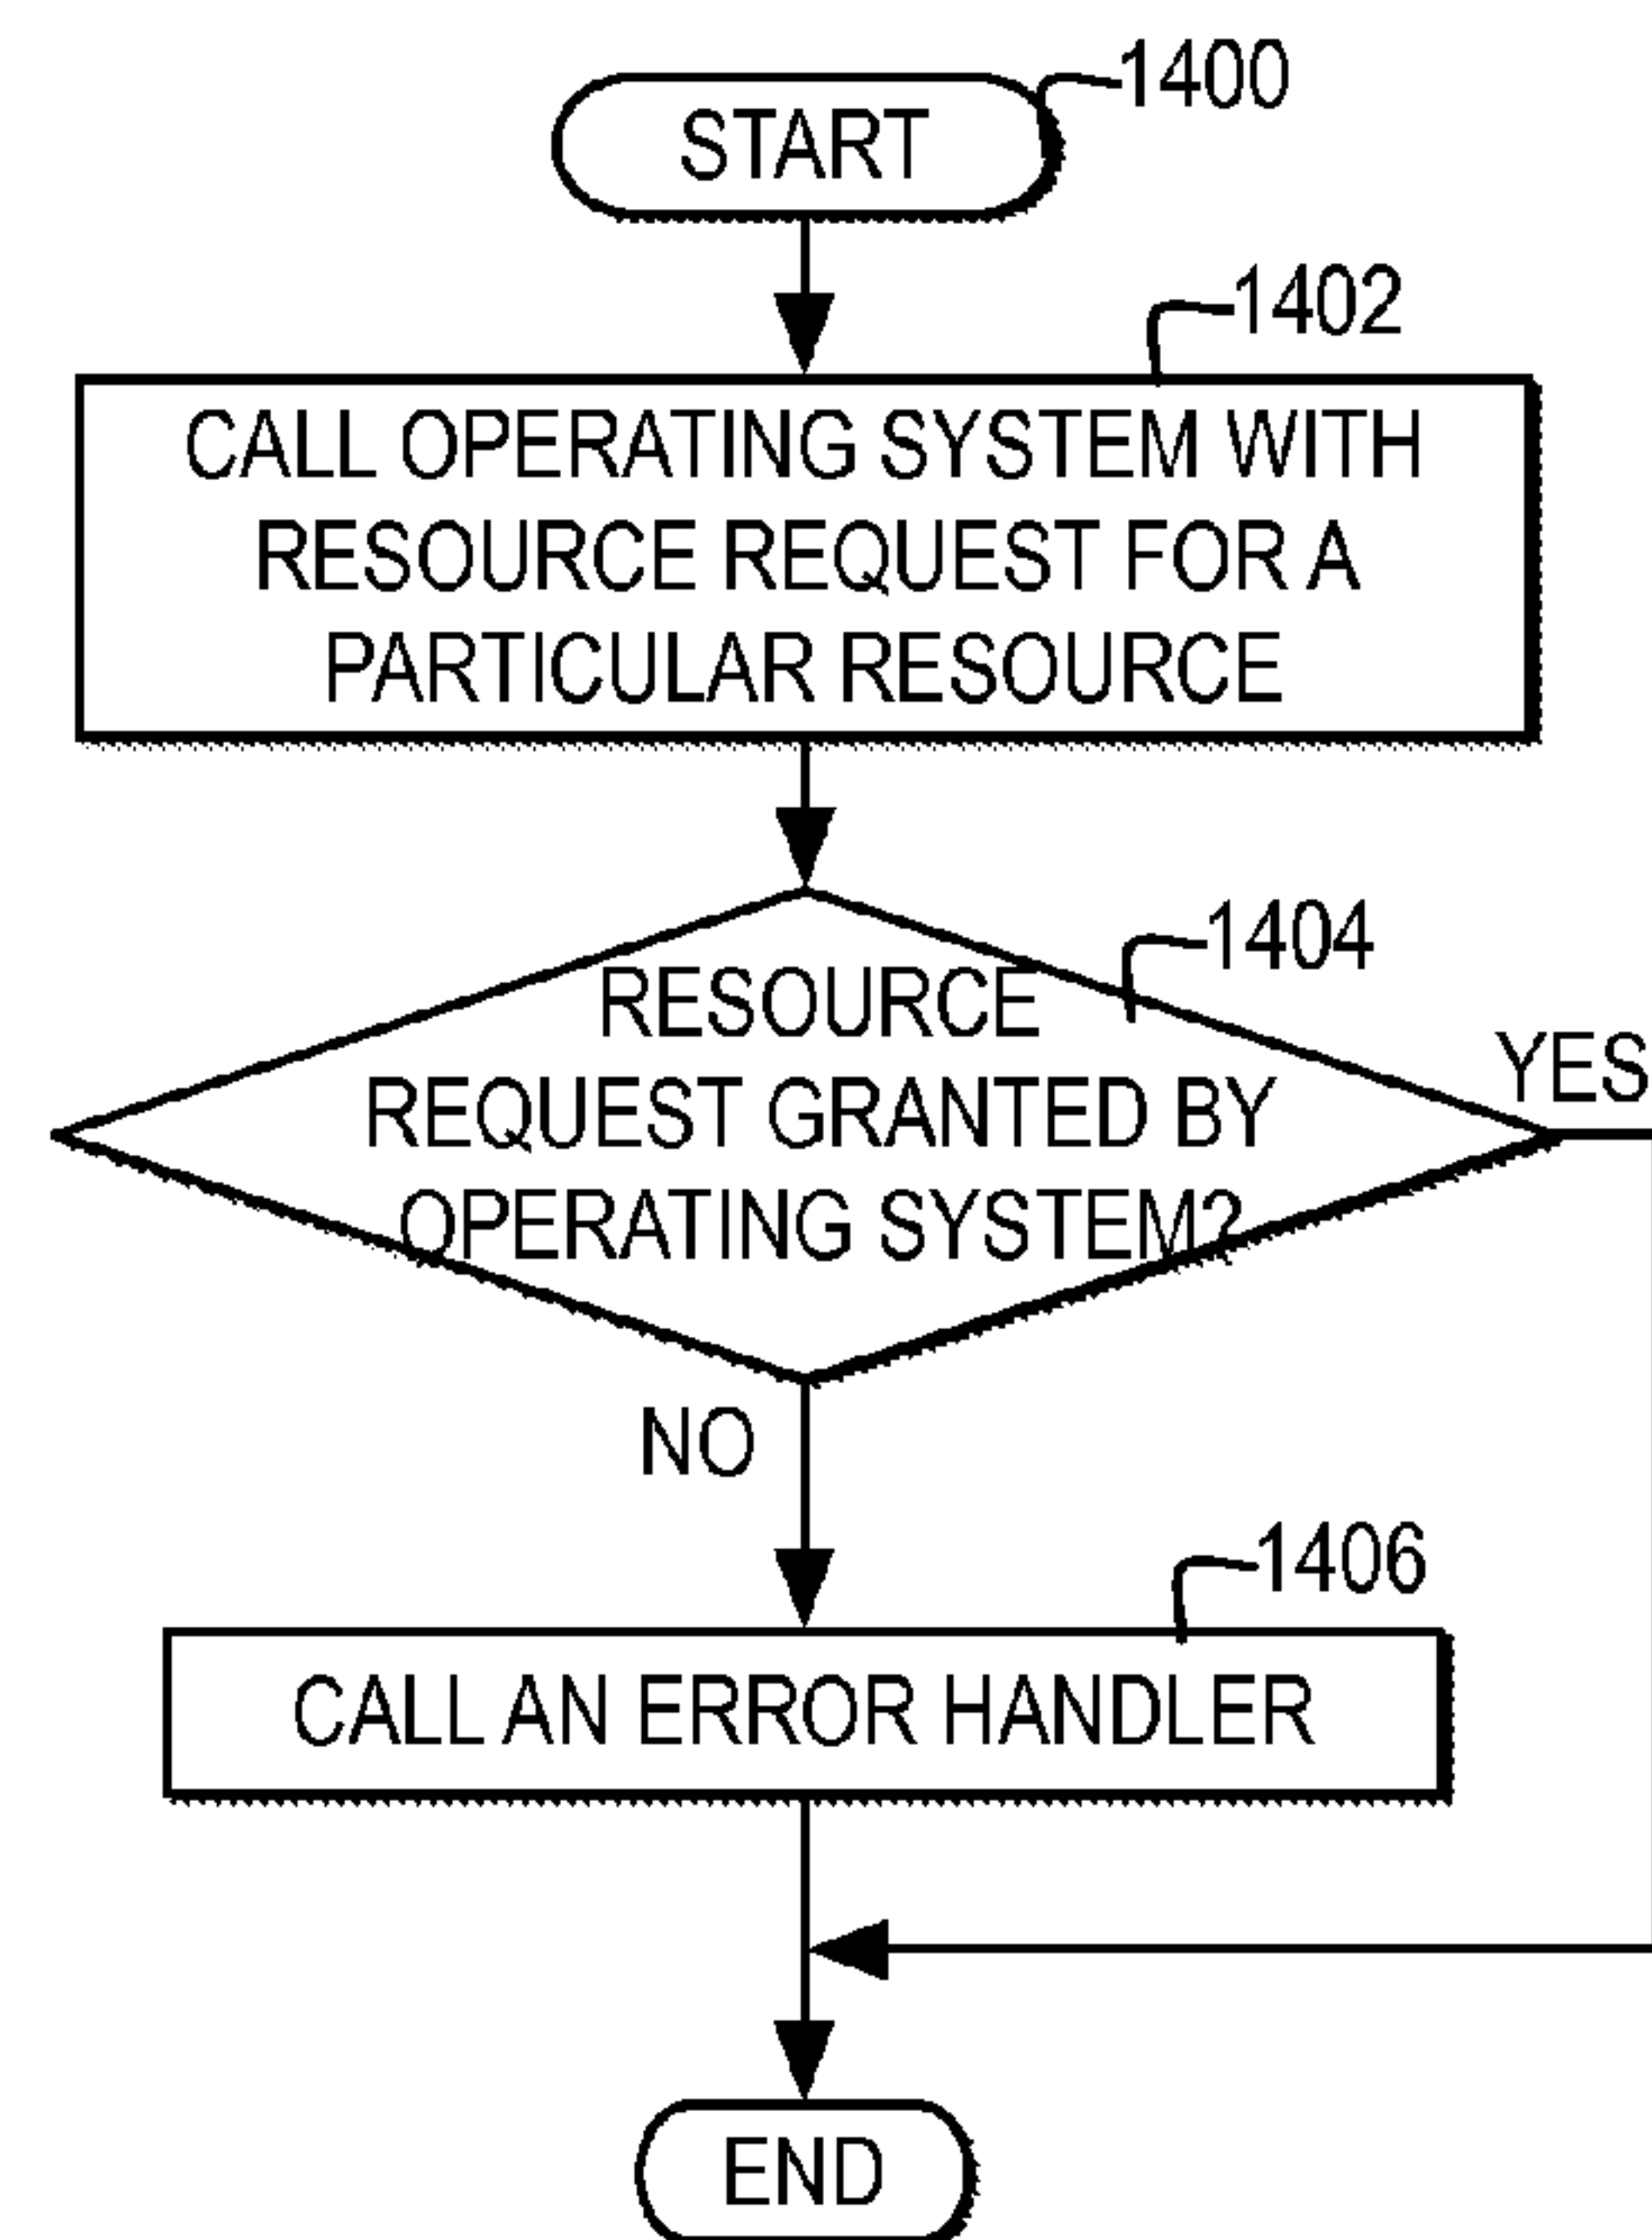 1400
START
1402
CALL OPERATING SYSTEM WITH
RESOURCE REQUEST FOR A
PARTICULAR RESOURCE
1404
RESOURCE
YES
REQUEST GRANTED BY
OPERATING SYSTEM?
NO
1406
CALL AN ERROR HANDLER
END